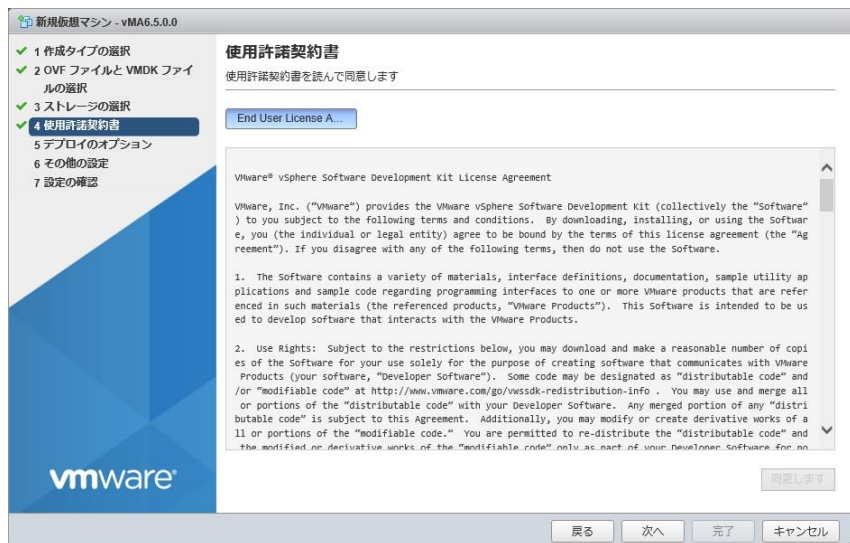 新規仮想マシン - vMA6.5.0.0
1 作成タイプの選択
2 OVF ファイルと VMDK ファイ
ルの選択
3 ストレージの選択
4 使用許諾契約書
5 デプロイのオプション
6 その他の設定
7 設定の確認
vmware®
使用許諾契約書
使用許諾契約書を読んで同意します
End User License A...
VMware® vSphere Software Development Kit License Agreement
VMware, Inc. (“VMware”) provides the VMware vSphere Software Development Kit (collectively the “Software”
) to you subject to the following terms and conditions.  By downloading, installing, or using the Softwar
e, you (the individual or legal entity) agree to be bound by the terms of this license agreement (the “Ag
reement”). If you disagree with any of the following terms, then do not use the Software.
1.  The Software contains a variety of materials, interface definitions, documentation, sample utility ap
plications and sample code regarding programming interfaces to one or more VMware products that are refer
enced in such materials (the referenced products, “VMware Products”).  This Software is intended to be us
ed to develop software that interacts with the VMware Products.
2.  Use Rights:  Subject to the restrictions below, you may download and make a reasonable number of copi
es of the Software for your use solely for the purpose of creating software that communicates with VMware
Products (your software, “Developer Software”).  Some code may be designated as “distributable code” and
/or “modifiable code” at http://www.vmware.com/go/vwssdk-redistribution-info .  You may use and merge all
or portions of the “distributable code” with your Developer Software.  Any merged portion of any “distri
butable code” is subject to this Agreement.  Additionally, you may modify or create derivative works of a
ll or portions of the “modifiable code.”  You are permitted to re-distribute the “distributable code” and
the modified or derivative works of the “modifiable code” only as part of your Developer Software for no
同意します
戻る
次へ
完了
キャンセル